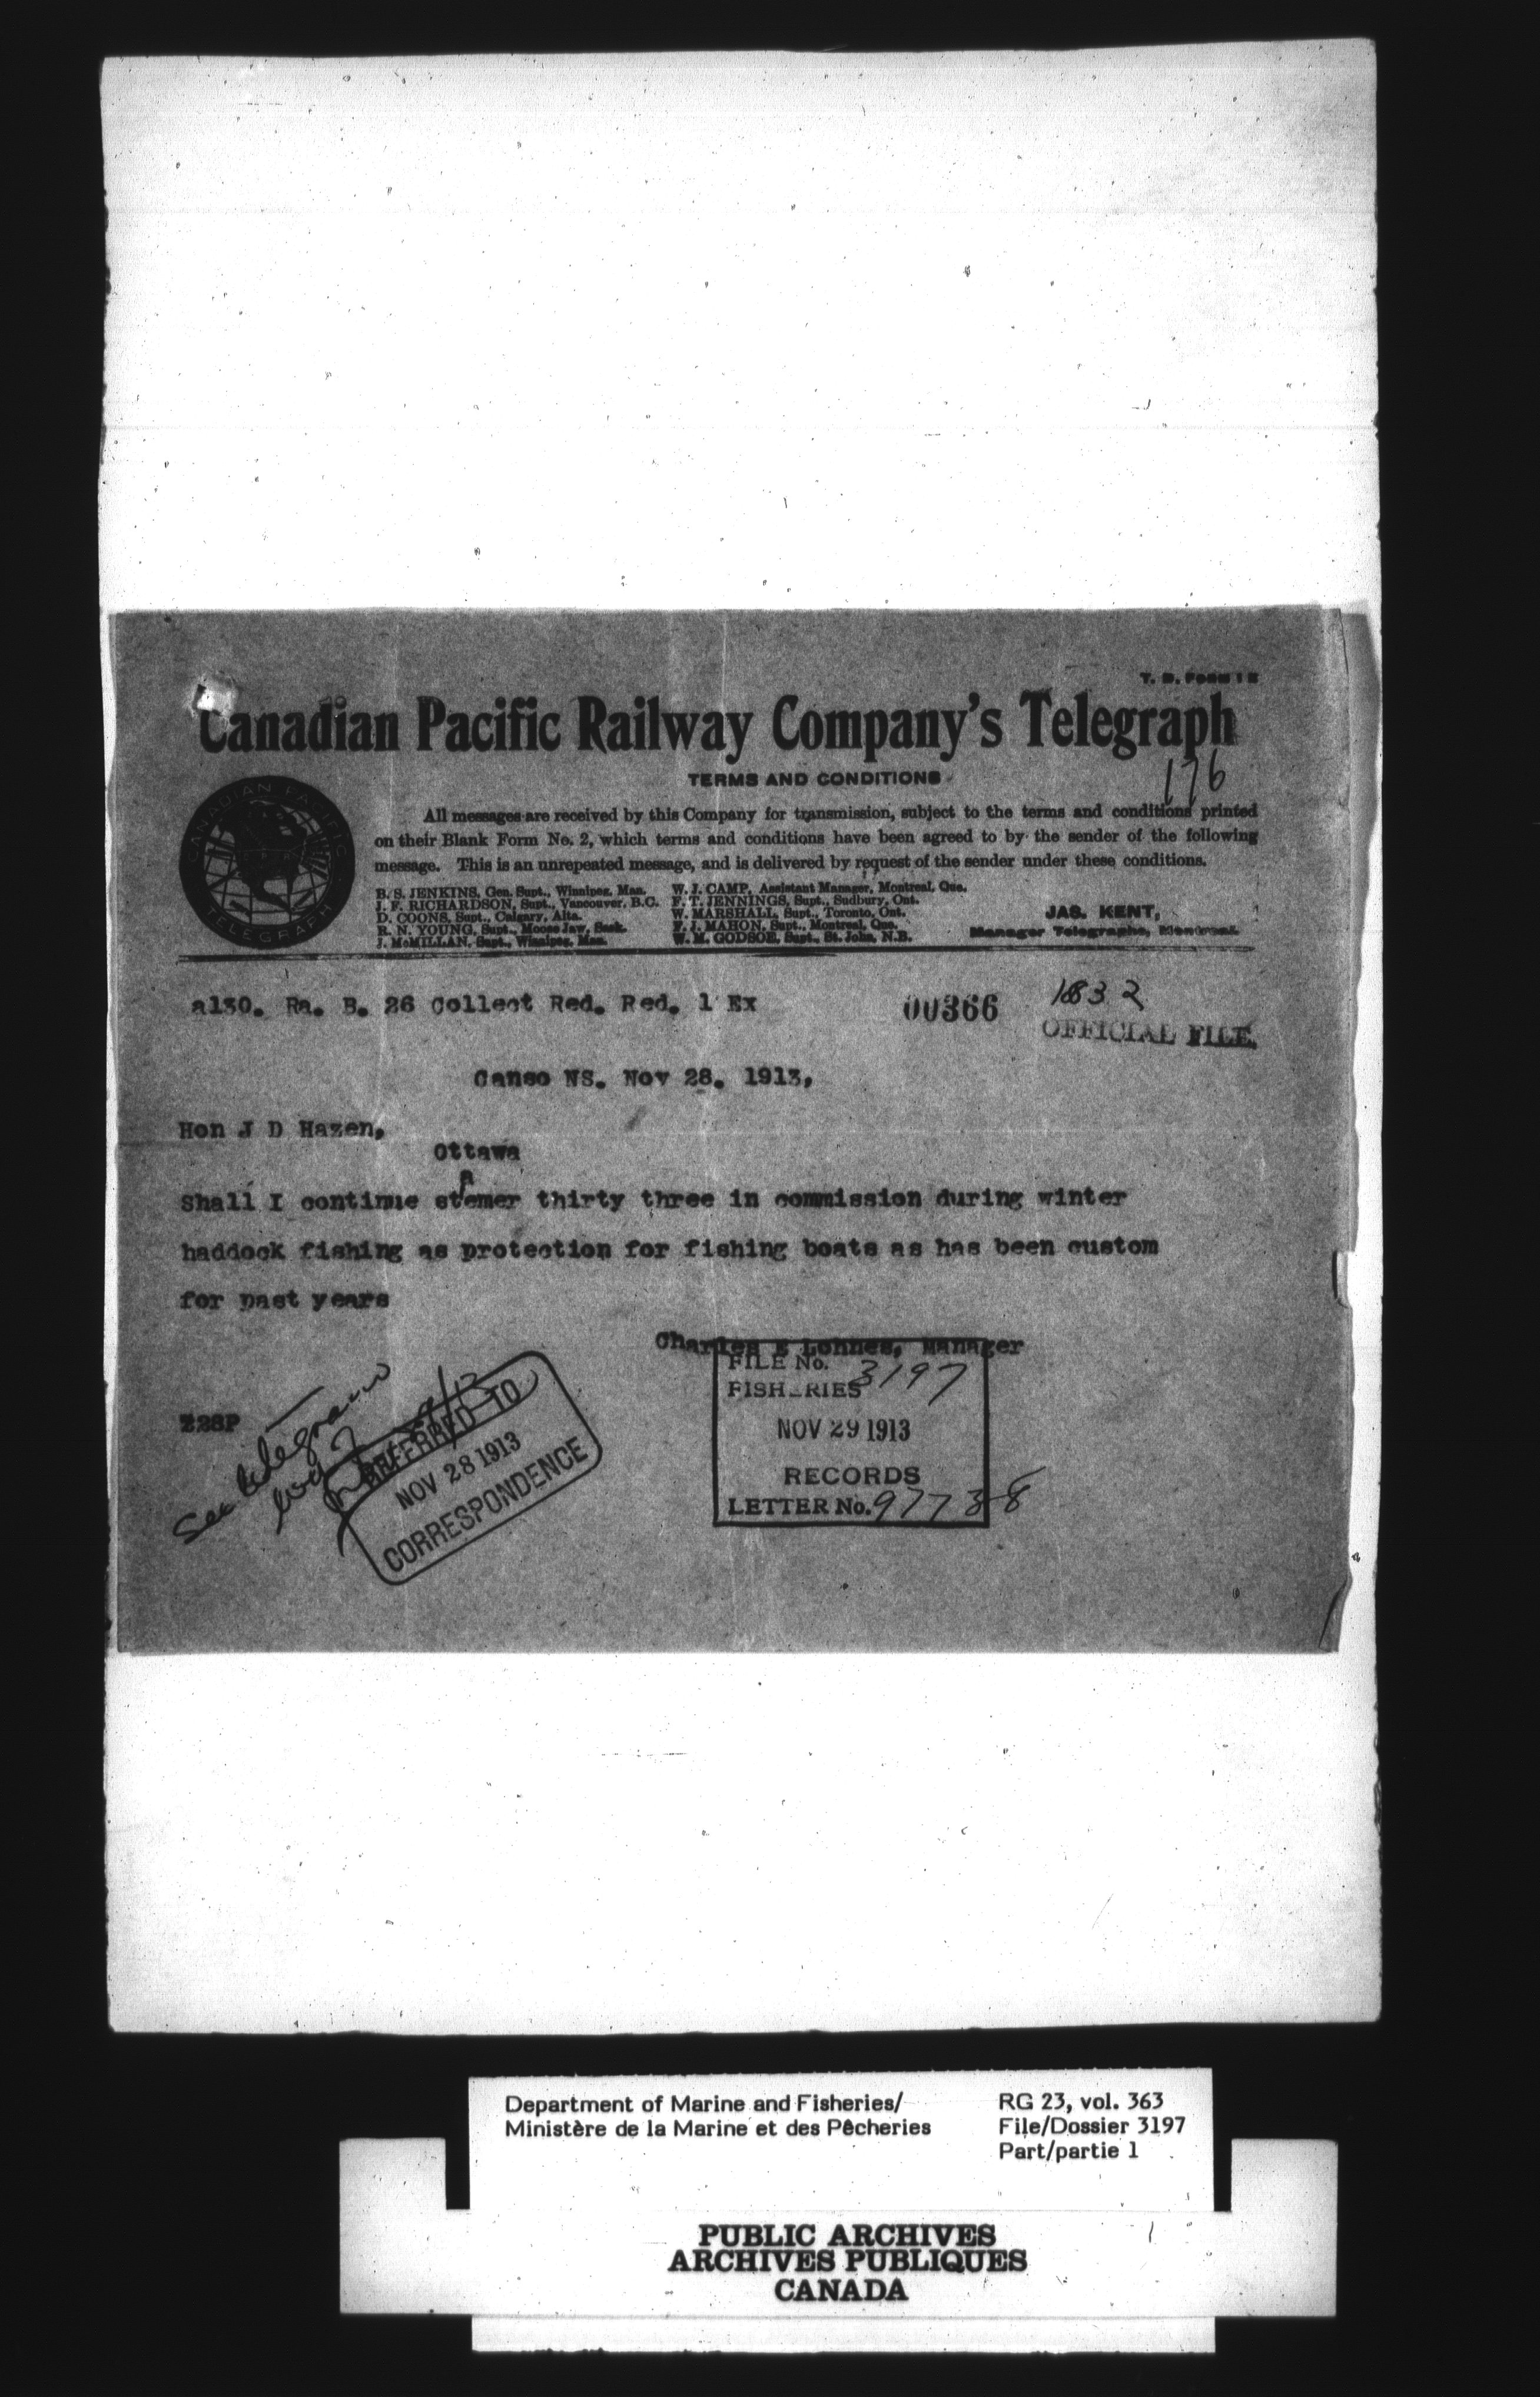 T. D. Form 1 X
Canadian Pacific Railway Company's Telegraph
TERMS AND CONDITIONS
176
CANADIAN PACIFIC
TELEGRAPH
All messages are received by this Company for transmission, subject to the terms and conditions printed
on their Blank Form No. 2, which terms and conditions have been agreed to by the sender of the following
message. This is an unrepeated message, and is delivered by request of the sender under these conditions.
B. S. JENKINS, Gen. Supt., Winnipeg, Man.
J. F. RICHARDSON, Supt., Vancouver, B.C.
D. COONS, Supt., Calgary, Alta.
R. N. YOUNG, Supt., Moose Jaw, Sask.
J. McMILLAN, Supt., Winnipeg, Man.
W. J. CAMP, Assistant Manager, Montreal, Que.
F. T. JENNINGS, Supt., Sudbury, Ont.
W. MARSHALL, Supt., Toronto, Ont.
W. J. MAHON, Supt., Montreal, Que.
W. M. GODSOE, Supt., St. John, N.B.
JAS. KENT,
Manager Telegraphs, Montreal.
a130. Ra. B. 26 Collect Red. Red. 1 Ex
00366
1832
OFFICIAL FILE.
Canso NS. Nov 28. 1913,
Hon J D Hazen,
Ottawa
a
Shall I continue stemer thirty three in commission during winter
haddock fishing as protection for fishing boats as has been custom
for past years
Charles E Lohnes, Manager
Z28P
See telegram
REFERRED TO
NOV 28 1913
CORRESPONDENCE
FILE No.
FISHERIES 3197
NOV 29 1913
RECORDS
LETTER No. 97738
Department of Marine and Fisheries/
Ministère de la Marine et des Pêcheries
RG 23, vol. 363
File/Dossier 3197
Part/partie 1
PUBLIC ARCHIVES
ARCHIVES PUBLIQUES
CANADA